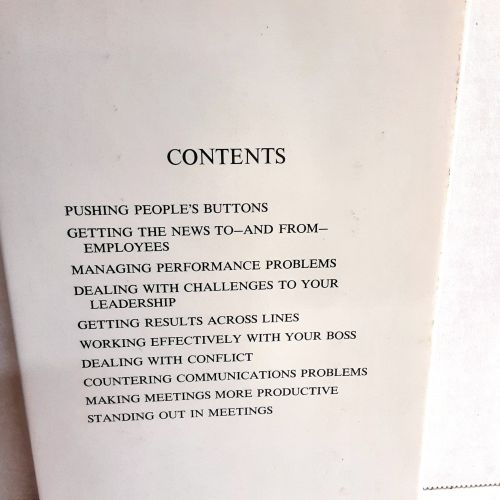 CONTENTS
PUSHING PEOPLE'S BUTTONS
GETTING THE NEWS TO—AND FROM—
EMPLOYEES
MANAGING PERFORMANCE PROBLEMS
DEALING WITH CHALLENGES TO YOUR
LEADERSHIP
GETTING RESULTS ACROSS LINES
WORKING EFFECTIVELY WITH YOUR BOSS
DEALING WITH CONFLICT
COUNTERING COMMUNICATIONS PROBLEMS
MAKING MEETINGS MORE PRODUCTIVE
STANDING OUT IN MEETINGS